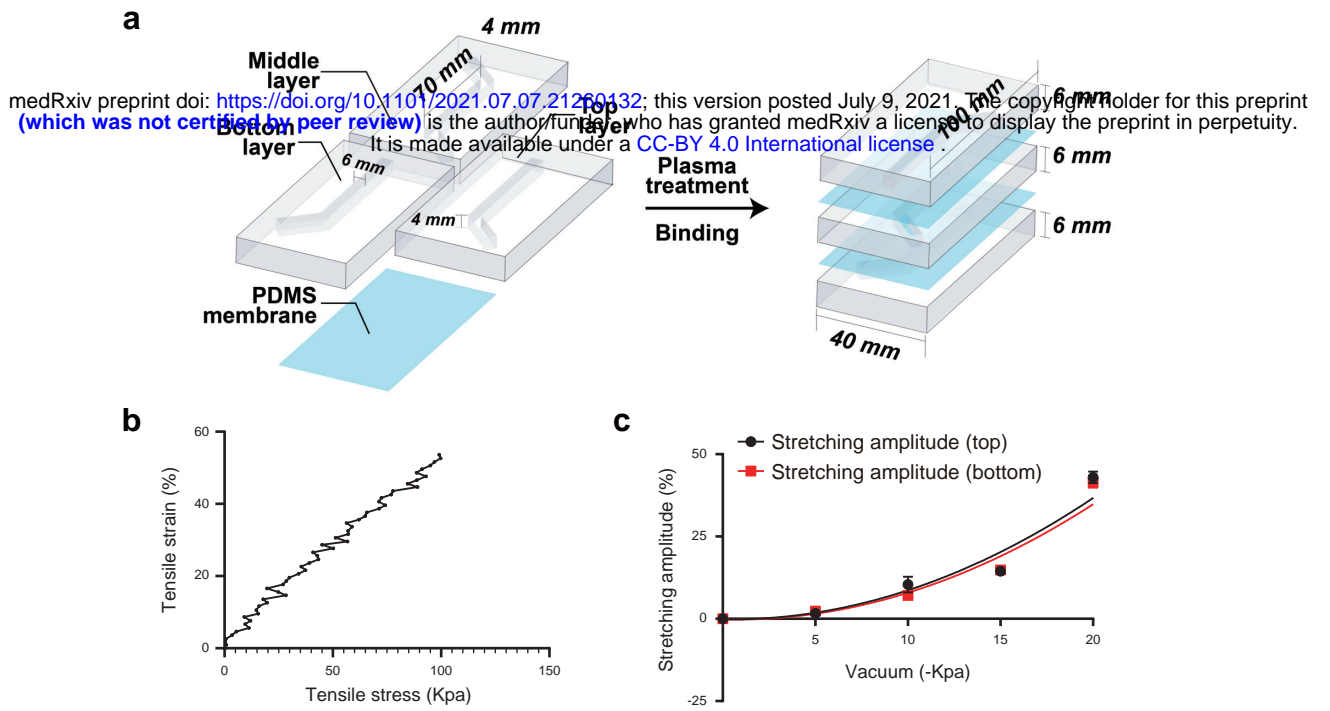 a
4 mm
Middle
layer
70 mm
medRxiv preprint doi: https://doi.org/10.1101/2021.07.07.21260132; this version posted July 9, 2021. The copyright holder for this preprint
(which was not certified by peer review) is the author/funder, who has granted medRxiv a license to display the preprint in perpetuity.
It is made available under a CC-BY 4.0 International license .
Top
layer
Bottom
layer
6 mm
4 mm
PDMS
membrane
Plasma
treatment
Binding
100 mm
6 mm
6 mm
6 mm
40 mm
b
60
40
20
0
Tensile strain (%)
0
50
100
150
Tensile stress (Kpa)
c
Stretching amplitude (top)
Stretching amplitude (bottom)
50
25
0
-25
Stretching amplitude (%)
5
10
15
20
Vacuum (-Kpa)